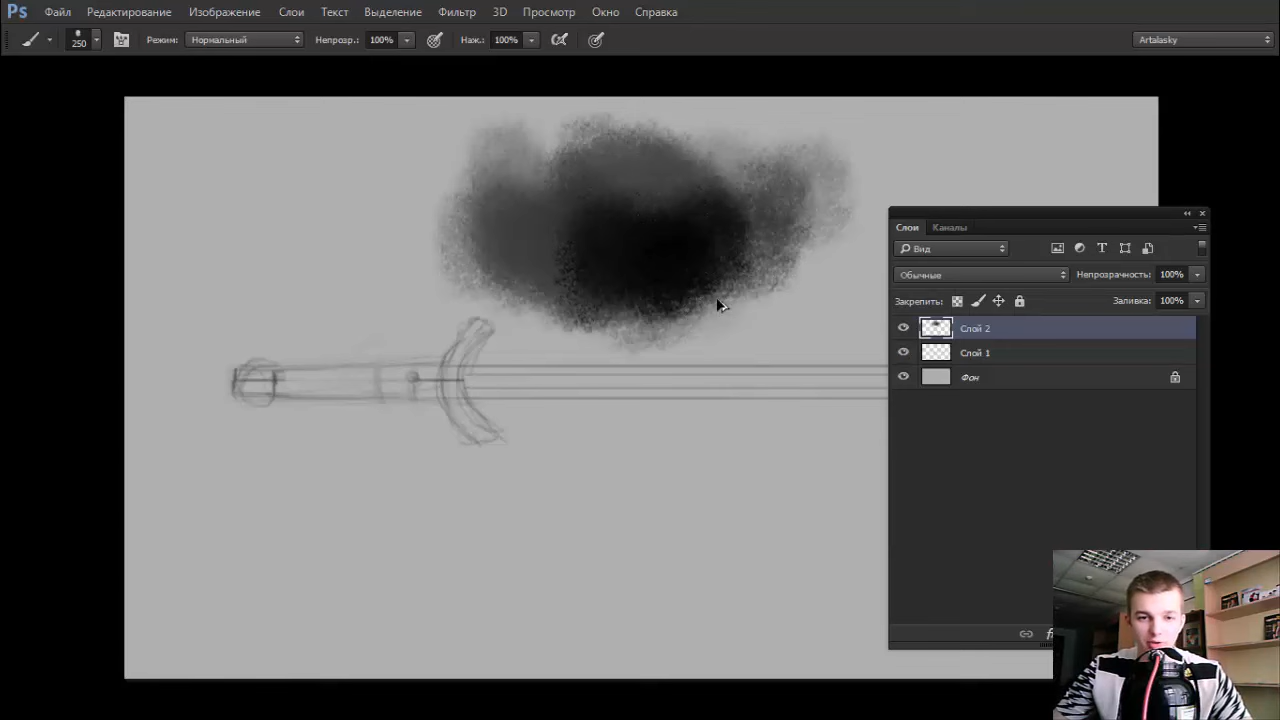 Ps Файл Редактирование Изображение Слои Текст Выделение Фильтр 3D Просмотр Окно Справка
250 Режим: Нормальный Непрозр.: 100% Наж.: 100% Artalasky
Слои Каналы
Вид
Обычные Непрозрачность: 100%
Закрепить: Заливка: 100%
Слой 2
Слой 1
Фон